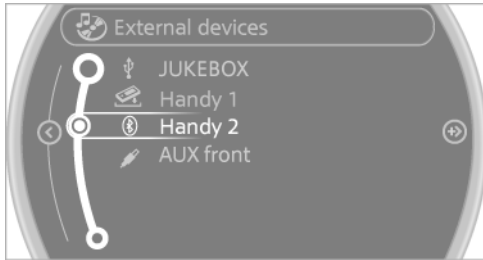 External devices
JUKEBOX
Handy 1
Handy 2
AUX front